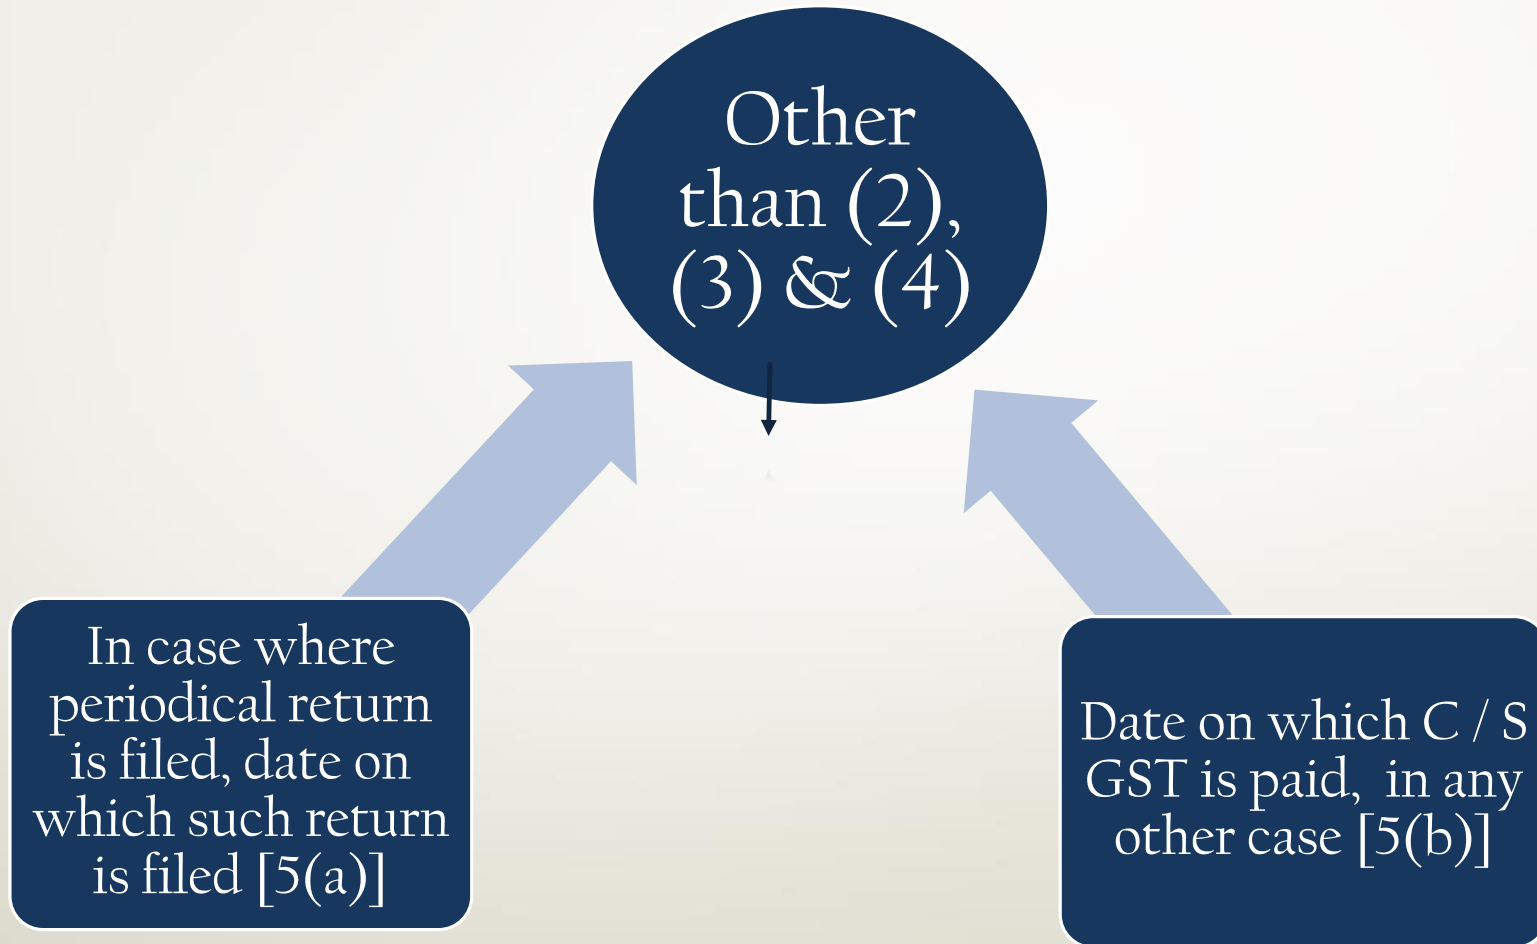 Other
than (2),
(3) & (4)
In case where
periodical return
is filed, date on
which such return
is filed [5(a)]
Date on which C / S
GST is paid, in any
other case [5(b)]